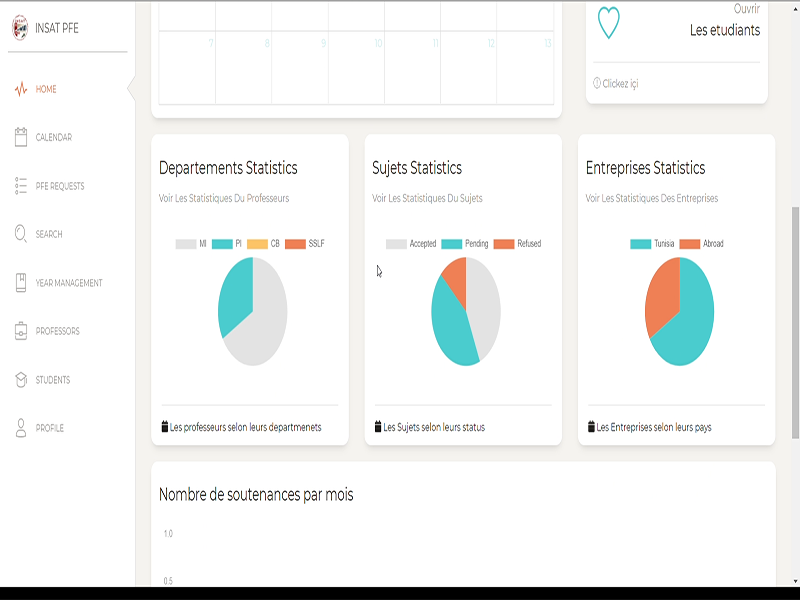 INSAT PFE
HOME
CALENDAR
PFE REQUESTS
SEARCH
YEAR MANAGEMENT
PROFESSORS
STUDENTS
PROFILE
7 8 9 10 11 12 13
Ouvrir
Les etudiants
Clickez içi
Departements Statistics
Voir Les Statistiques Du Professeurs
MI PI CB SSLF
Les professeurs selon leurs departmenets
Sujets Statistics
Voir Les Statistiques Du Sujets
Accepted Pending Refused
Les Sujets selon leurs status
Entreprises Statistics
Voir Les Statistiques Des Entreprises
Tunisia Abroad
Les Entreprises selon leurs pays
Nombre de soutenances par mois
1.0
0.5